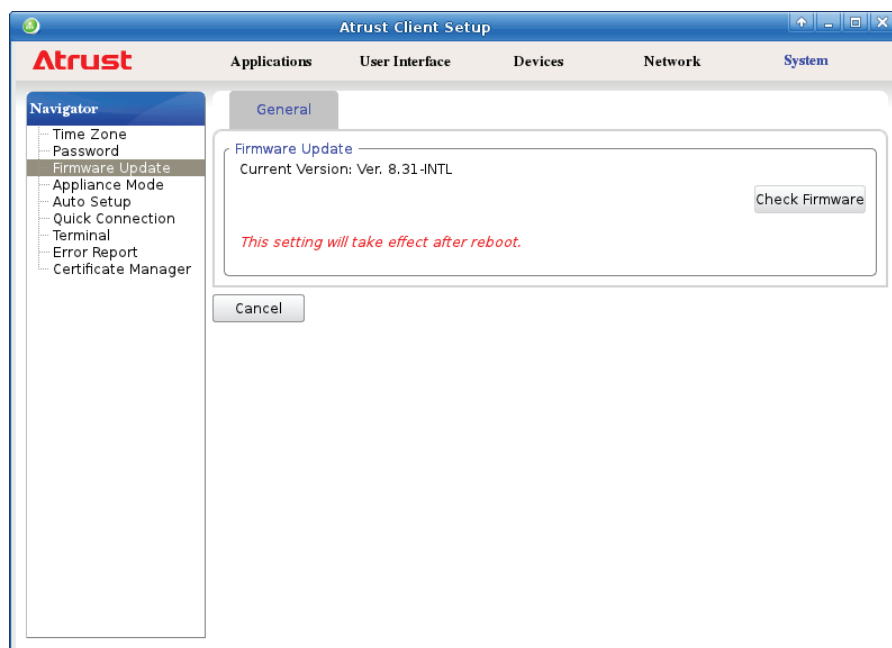 Atrust Client Setup
Atrust
Applications
User Interface
Devices
Network
System
Navigator
Time Zone
Password
Firmware Update
Appliance Mode
Auto Setup
Quick Connection
Terminal
Error Report
Certificate Manager
General
Firmware Update
Current Version: Ver. 8.31-INTL
Check Firmware
This setting will take effect after reboot.
Cancel